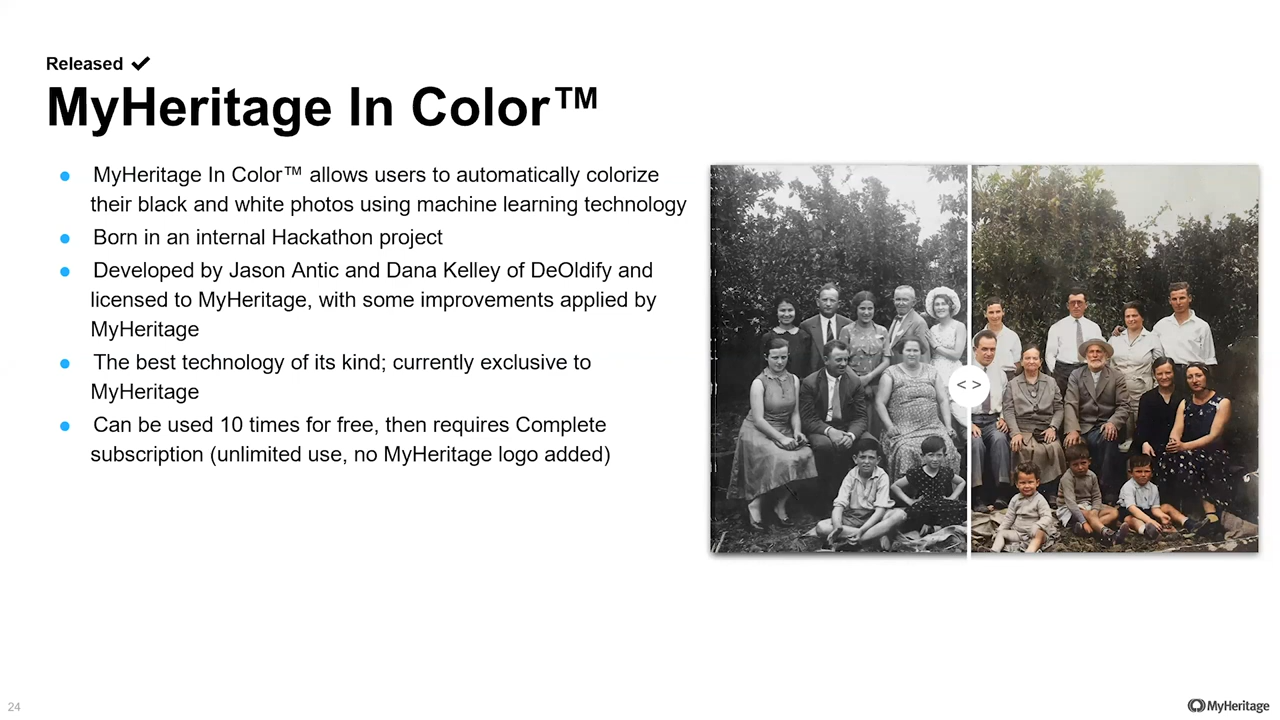 Released ✔
MyHeritage In Color™
● MyHeritage In Color™ allows users to automatically colorize
their black and white photos using machine learning technology
● Born in an internal Hackathon project
● Developed by Jason Antic and Dana Kelley of DeOldify and
licensed to MyHeritage, with some improvements applied by
MyHeritage
● The best technology of its kind; currently exclusive to
MyHeritage
● Can be used 10 times for free, then requires Complete
subscription (unlimited use, no MyHeritage logo added)
< >
24
MyHeritage